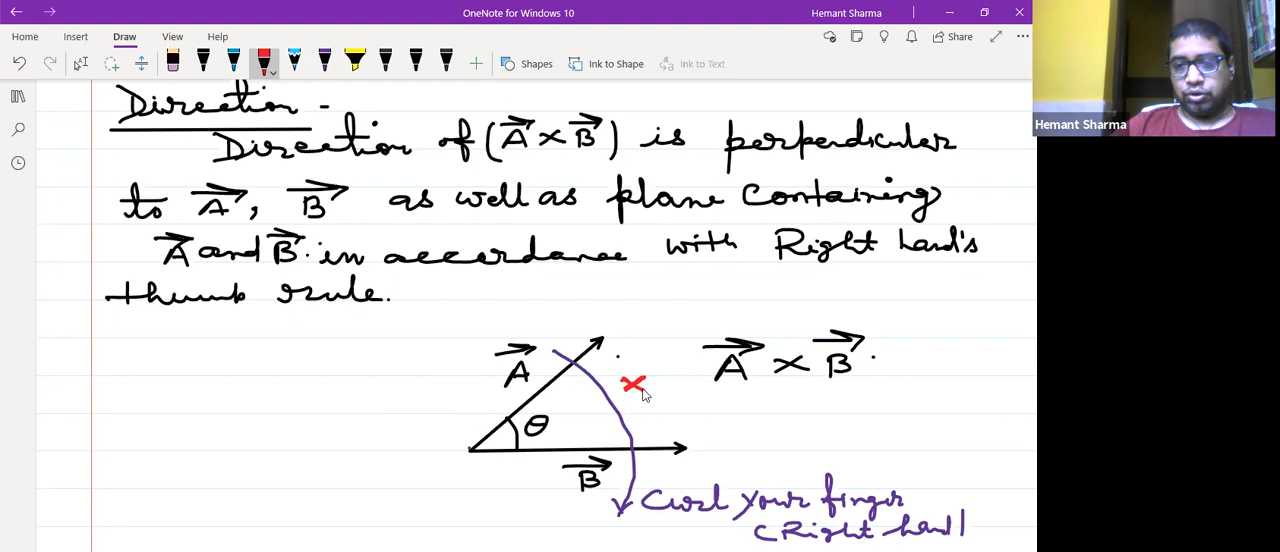 OneNote for Windows 10
Hemant Sharma
Home Insert Draw View Help
Share
Shapes Ink to Shape Ink to Text
Direction -
Direction of (A × B) is perpendicular
to A, B as well as plane containing
A and B. in accordance with Right hand's
thumb rule.
A
A × B.
θ
×
B
Curl your finger
(Right hand)
Hemant Sharma